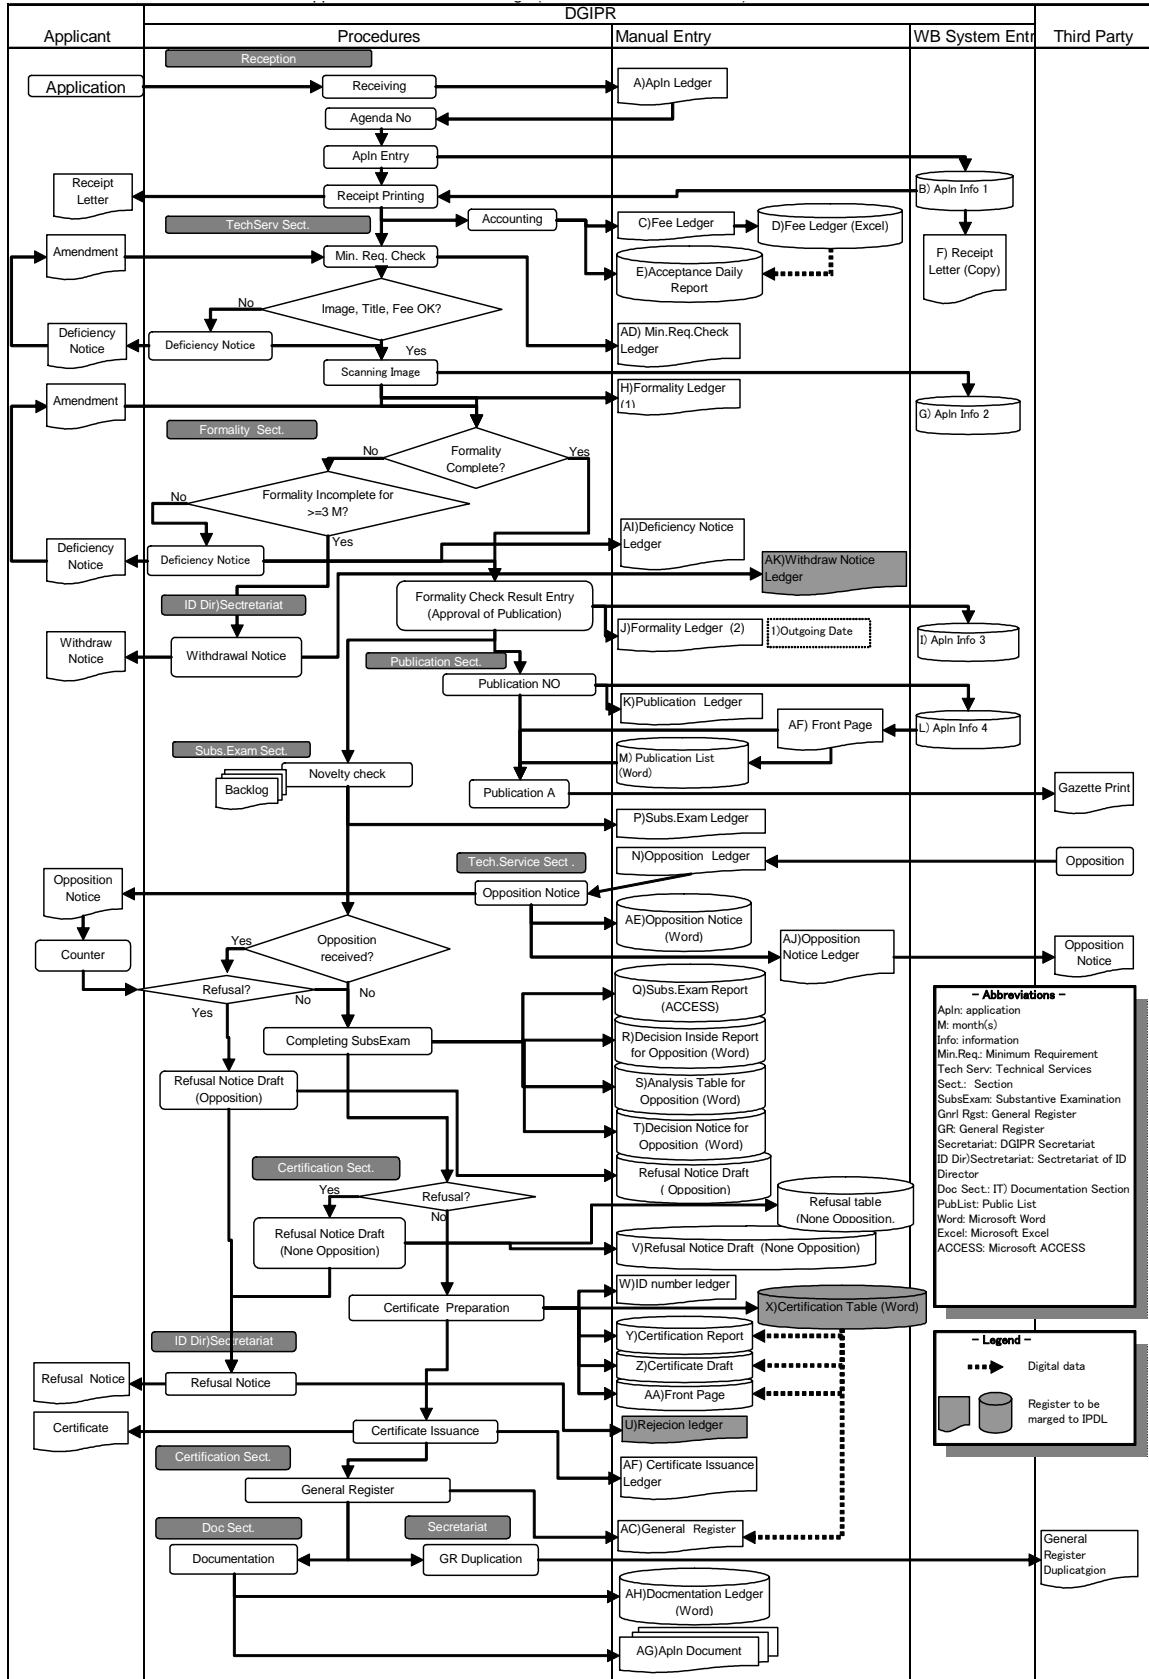 DGIPR
Applicant
Procedures
Manual Entry
WB System Entr
Third Party
Reception
Application
Receiving
A)Apln Ledger
Agenda No
Apln Entry
Receipt
Letter
Receipt Printing
B) Apln Info 1
TechServ Sect.
Accounting
C)Fee Ledger
D)Fee Ledger (Excel)
Amendment
Min. Req. Check
E)Acceptance Daily
Report
F) Receipt
Letter (Copy)
No
Image, Title, Fee OK?
Deficiency
Notice
Deficiency Notice
Yes
AD) Min.Req.Check
Ledger
Scanning Image
Amendment
H)Formality Ledger
(1)
G) Apln Info 2
Formality Sect.
No
Formality
Complete?
Yes
No
Formality Incomplete for
>=3 M?
Yes
AI)Deficiency Notice
Ledger
Deficiency
Notice
Deficiency Notice
AK)Withdraw Notice
Ledger
ID Dir)Sectretariat
Formality Check Result Entry
(Approval of Publication)
Withdraw
Notice
Withdrawal Notice
J)Formality Ledger (2)
1)Outgoing Date
I) Apln Info 3
Publication Sect.
Publication NO
K)Publication Ledger
AF) Front Page
L) Apln Info 4
Subs.Exam Sect.
M) Publication List
(Word)
Novelty check
Backlog
Publication A
Gazette Print
P)Subs.Exam Ledger
Tech.Service Sect .
N)Opposition Ledger
Opposition
Opposition
Notice
Opposition Notice
AE)Opposition Notice
(Word)
Counter
Yes
Opposition
received?
AJ)Opposition
Notice Ledger
Opposition
Notice
Refusal?
No
No
Yes
Q)Subs.Exam Report
(ACCESS)
Completing SubsExam
R)Decision Inside Report
for Opposition (Word)
Refusal Notice Draft
(Opposition)
S)Analysis Table for
Opposition (Word)
T)Decision Notice for
Opposition (Word)
Certification Sect.
Refusal Notice Draft
( Opposition)
Yes
Refusal?
No
Refusal table
(None Opposition.
Refusal Notice Draft
(None Opposition)
V)Refusal Notice Draft (None Opposition)
W)ID number ledger
Certificate Preparation
X)Certification Table (Word)
ID Dir)Sectretariat
Y)Certification Report
Z)Certificate Draft
Refusal Notice
Refusal Notice
AA)Front Page
Certificate
Certificate Issuance
U)Rejecion ledger
Certification Sect.
AF) Certificate Issuance
Ledger
General Register
Doc Sect.
Secretariat
AC)General Register
Documentation
GR Duplication
General
Register
Duplicatgion
AH)Docmentation Ledger
(Word)
AG)Apln Document
- Abbreviations -
Apln: application
M: month(s)
Info: information
Min.Req.: Minimum Requirement
Tech Serv: Technical Services
Sect.: Section
SubsExam: Substantive Examination
Gnrl Rgst: General Register
GR: General Register
Secretariat: DGIPR Secretariat
ID Dir)Sectretariat: Sectretariat of ID
Director
Doc Sect.: IT) Documentation Section
PubList: Public List
Word: Microsoft Word
Excel: Microsoft Excel
ACCESS: Microsoft ACCESS
- Legend -
Digital data
Register to be
marged to IPDL